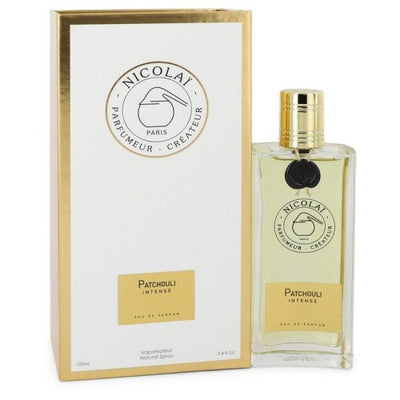 NICOLAÏ
PARIS
PARFUMEUR - CRÉATEUR
PATCHOULI
INTENSE
EAU DE PARFUM
100ml
Vaporisateur
Natural Spray
3.4 fl.OZ
NICOLAÏ
PARIS
PARFUMEUR - CRÉATEUR
PATCHOULI
INTENSE
EAU DE PARFUM